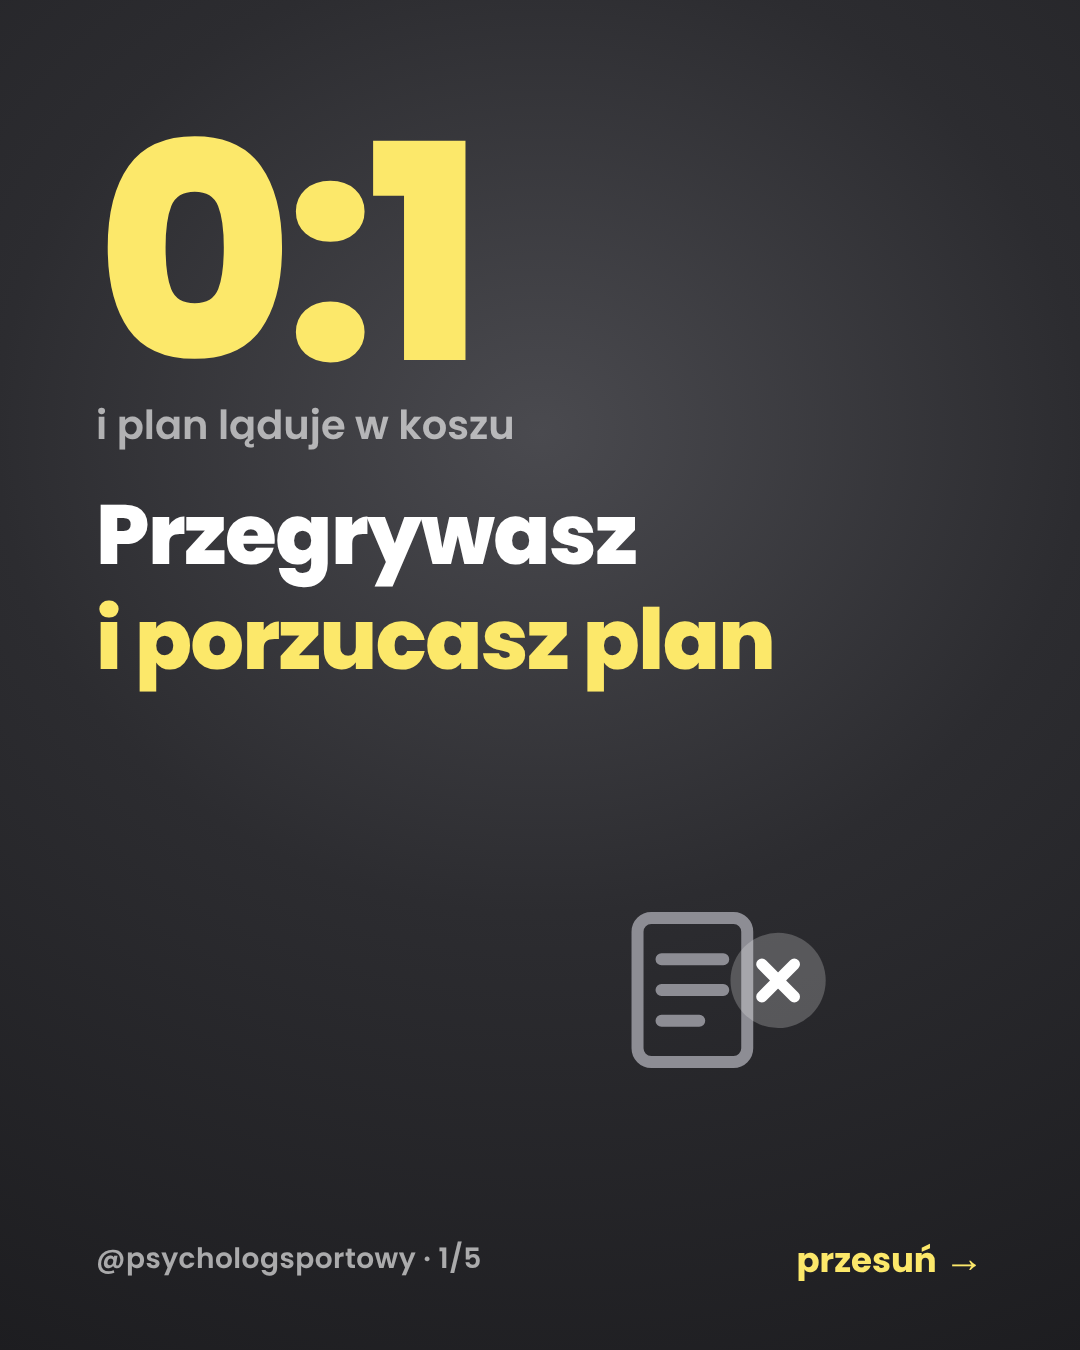 0:1
i plan ląduje w koszu
Przegrywasz
i porzucasz plan
@psychologsportowy · 1/5
przesuń →